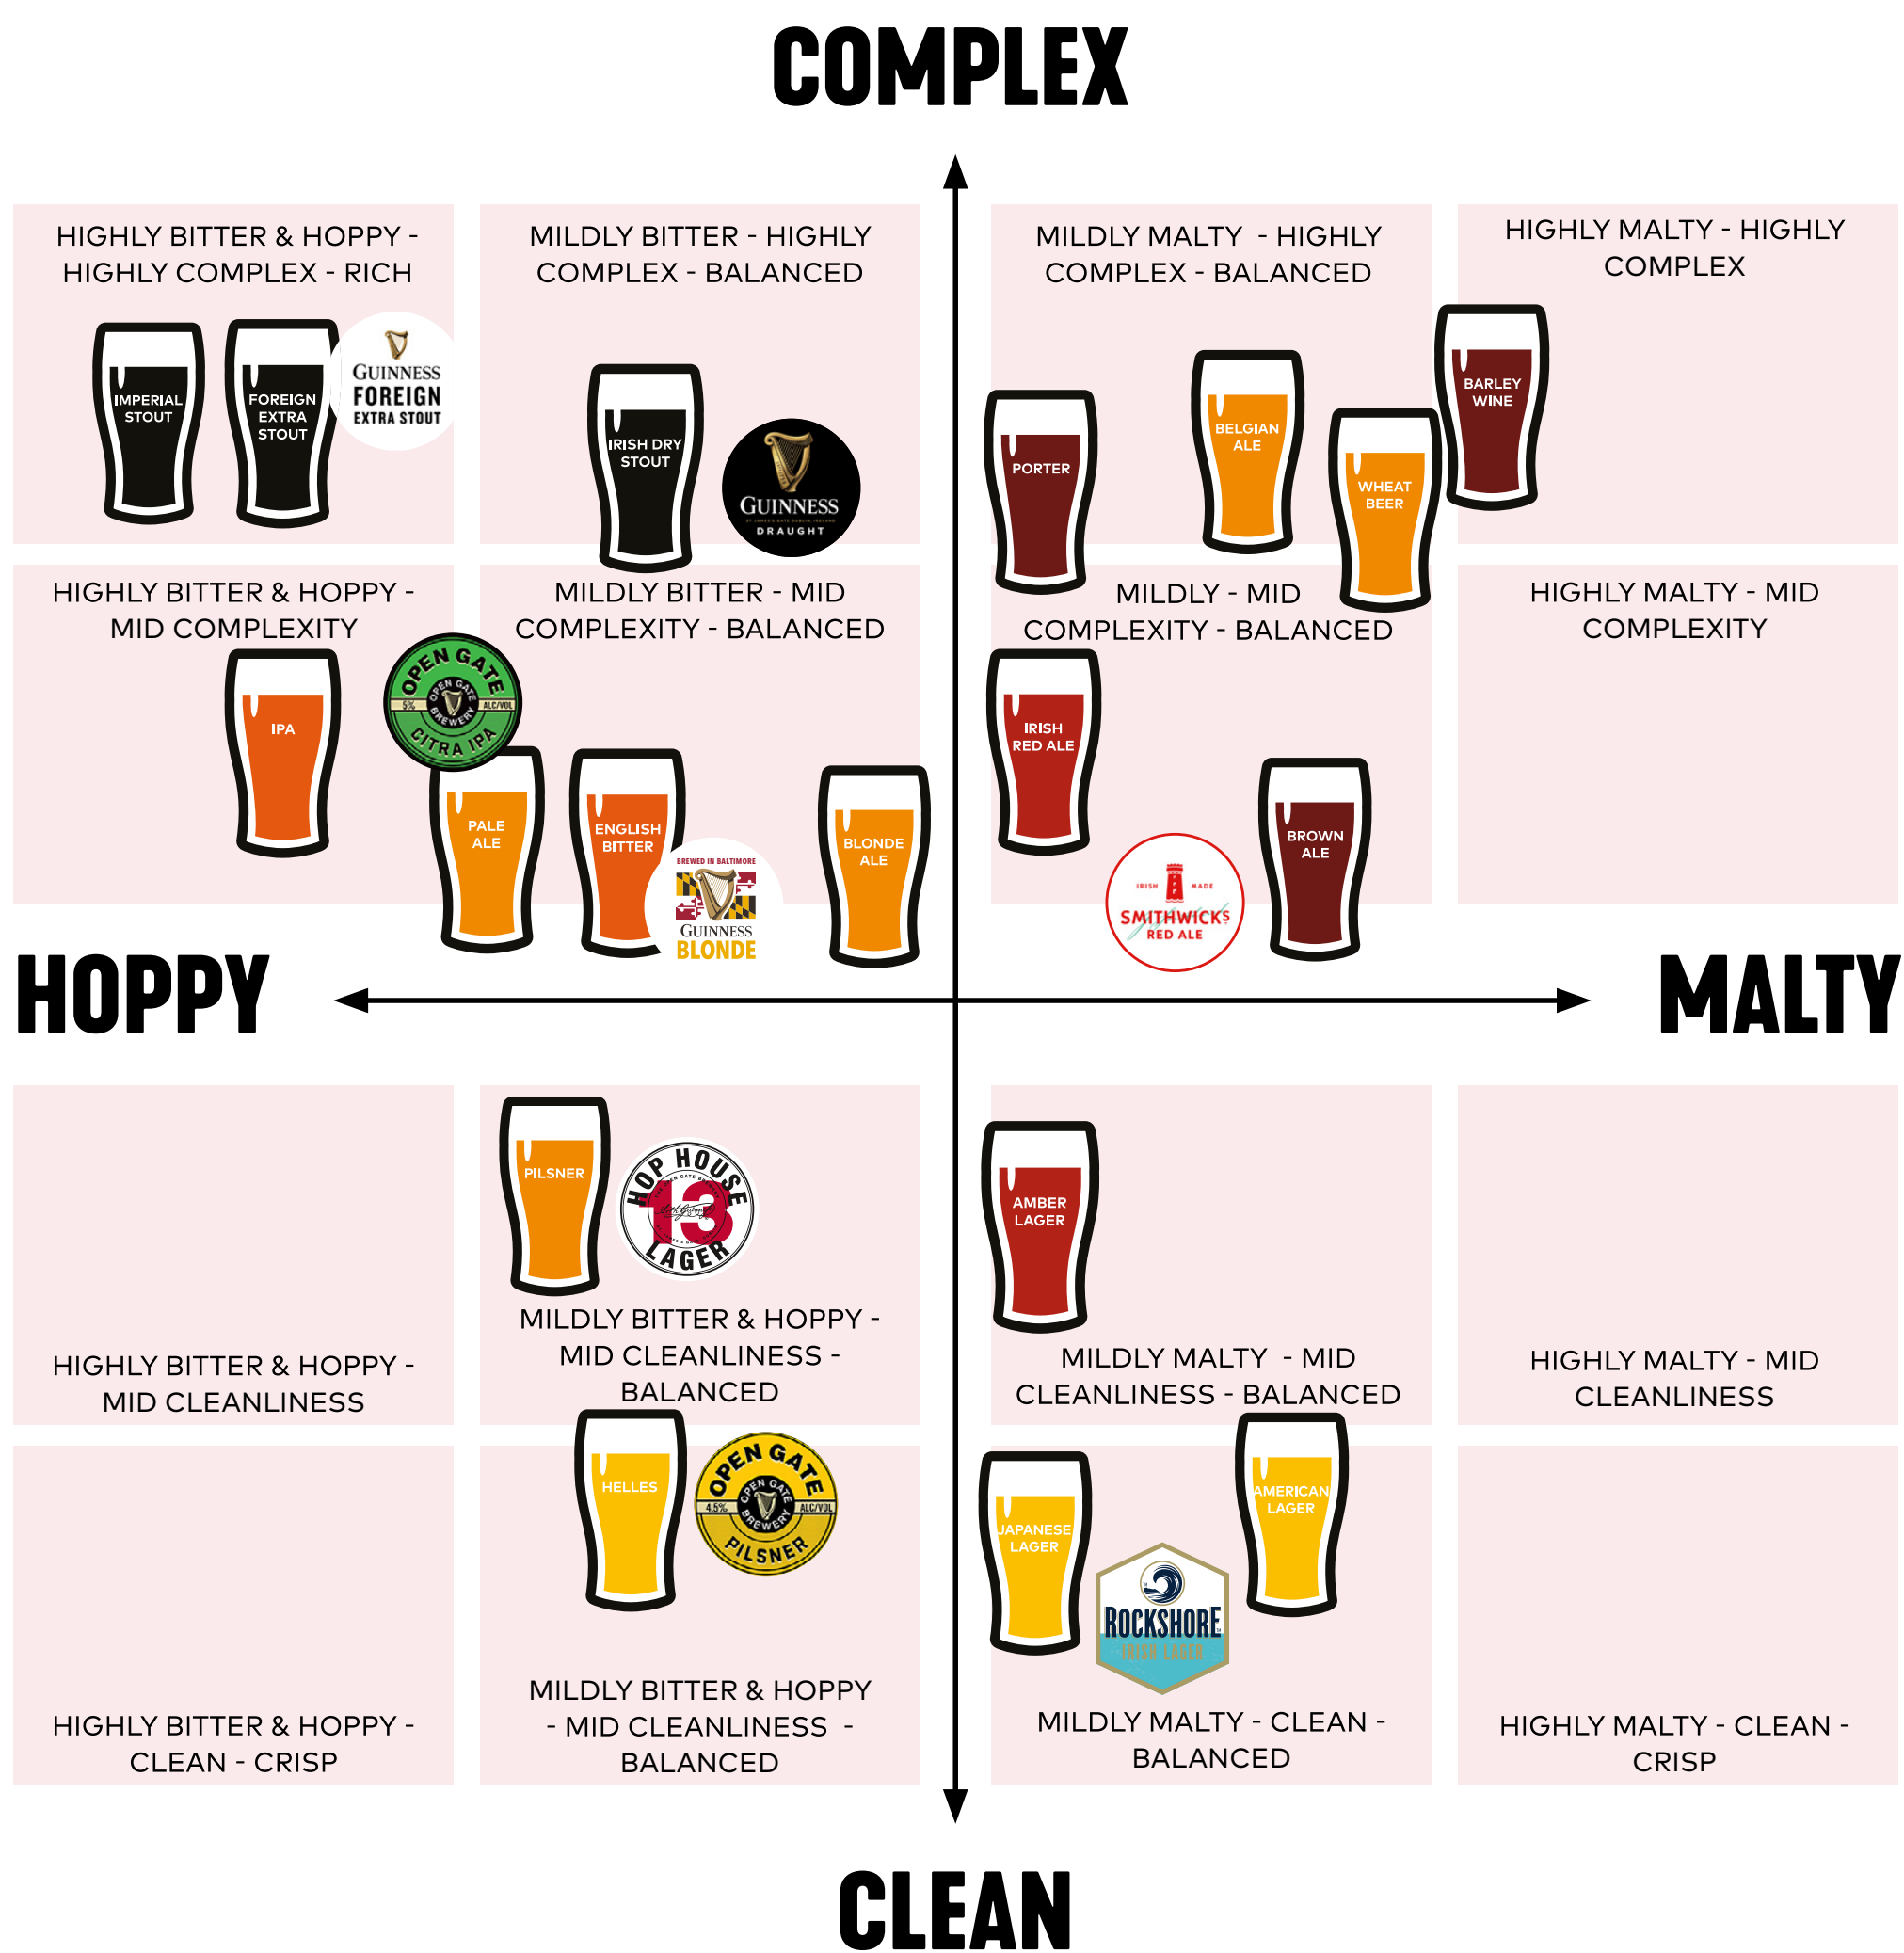 COMPLEX
HIGHLY BITTER & HOPPY -
HIGHLY COMPLEX - RICH
MILDLY BITTER - HIGHLY
COMPLEX - BALANCED
MILDLY MALTY - HIGHLY
COMPLEX - BALANCED
HIGHLY MALTY - HIGHLY
COMPLEX
IMPERIAL
STOUT
FOREIGN
EXTRA
STOUT
GUINNESS
FOREIGN
EXTRA STOUT
IRISH DRY
STOUT
GUINNESS
ST JAMES'S GATE DUBLIN, IRELAND
DRAUGHT
PORTER
BELGIAN
ALE
WHEAT
BEER
BARLEY
WINE
HIGHLY BITTER & HOPPY -
MID COMPLEXITY
MILDLY BITTER - MID
COMPLEXITY - BALANCED
MILDLY - MID
COMPLEXITY - BALANCED
HIGHLY MALTY - MID
COMPLEXITY
IPA
OPEN GATE
OPEN GATE
BREWERY
5%
ALC/VOL
CITRA IPA
PALE
ALE
ENGLISH
BITTER
BREWED IN BALTIMORE
GUINNESS
BLONDE
BLONDE
ALE
IRISH
RED ALE
IRISH MADE
SMITHWICK'S
RED ALE
BROWN
ALE
HOPPY
MALTY
PILSNER
HOP HOUSE
13
LAGER
MILDLY BITTER & HOPPY -
MID CLEANLINESS -
BALANCED
AMBER
LAGER
HIGHLY BITTER & HOPPY -
MID CLEANLINESS
MILDLY MALTY - MID
CLEANLINESS - BALANCED
HIGHLY MALTY - MID
CLEANLINESS
HELLES
OPEN GATE
OPEN GATE
BREWERY
4.5%
ALC/VOL
PILSNER
JAPANESE
LAGER
ROCKSHORE
IRISH LAGER
AMERICAN
LAGER
HIGHLY BITTER & HOPPY -
CLEAN - CRISP
MILDLY BITTER & HOPPY
- MID CLEANLINESS -
BALANCED
MILDLY MALTY - CLEAN -
BALANCED
HIGHLY MALTY - CLEAN -
CRISP
CLEAN